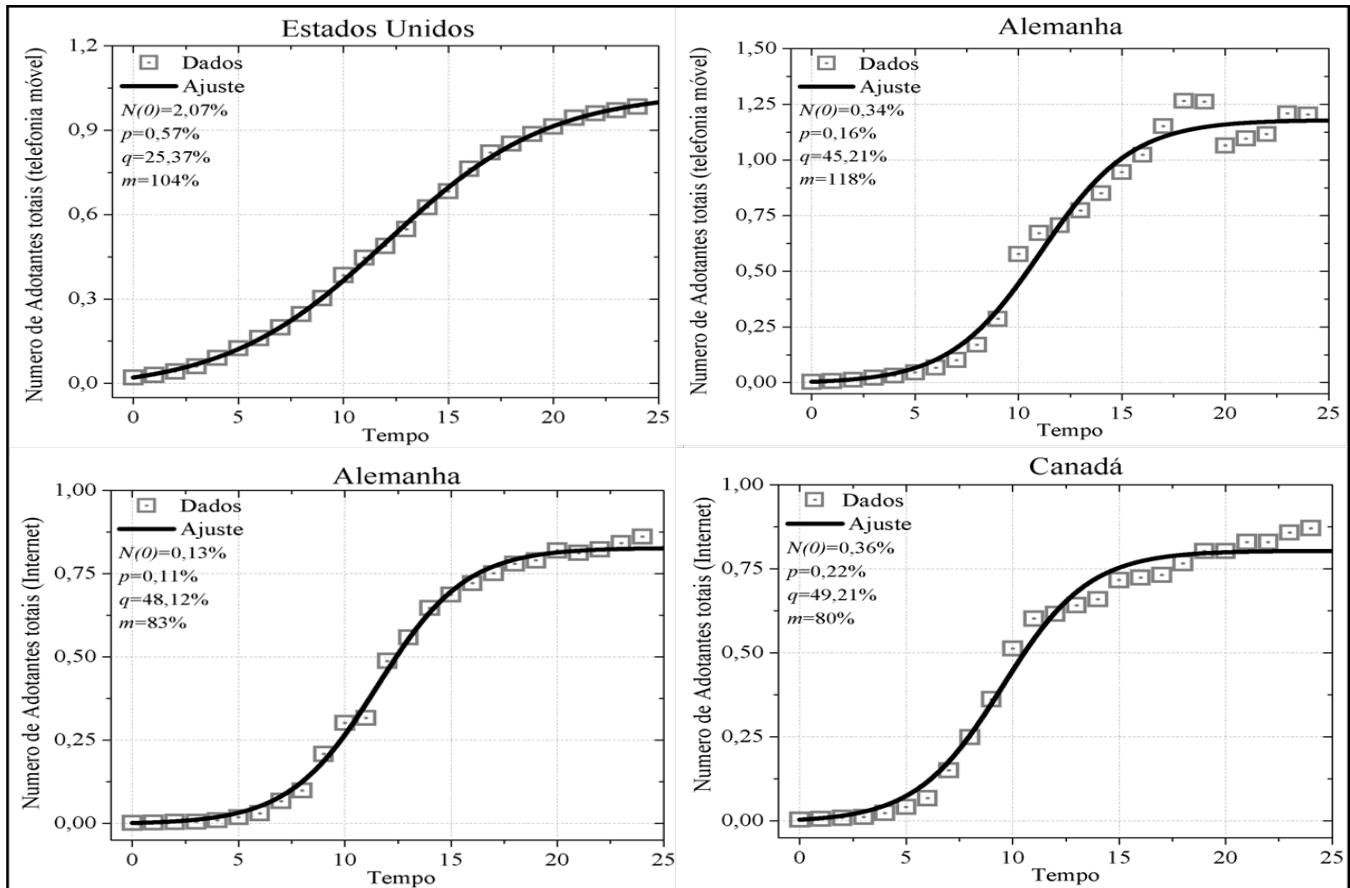 Estados Unidos
Numero de Adotantes totais (telefonia móvel)
1,2
0,9
0,6
0,3
0,0
Dados
Ajuste
N(0)=2,07%
p=0,57%
q=25,37%
m=104%
0 5 10 15 20 25
Tempo
Alemanha
Numero de Adotantes totais (telefonia móvel)
1,50
1,25
1,00
0,75
0,50
0,25
0,00
Dados
Ajuste
N(0)=0,34%
p=0,16%
q=45,21%
m=118%
0 5 10 15 20 25
Tempo
Alemanha
Numero de Adotantes totais (Internet)
1,00
0,75
0,50
0,25
0,00
Dados
Ajuste
N(0)=0,13%
p=0,11%
q=48,12%
m=83%
0 5 10 15 20 25
Tempo
Canadá
Numero de Adotantes totais (Internet)
1,00
0,75
0,50
0,25
0,00
Dados
Ajuste
N(0)=0,36%
p=0,22%
q=49,21%
m=80%
0 5 10 15 20 25
Tempo